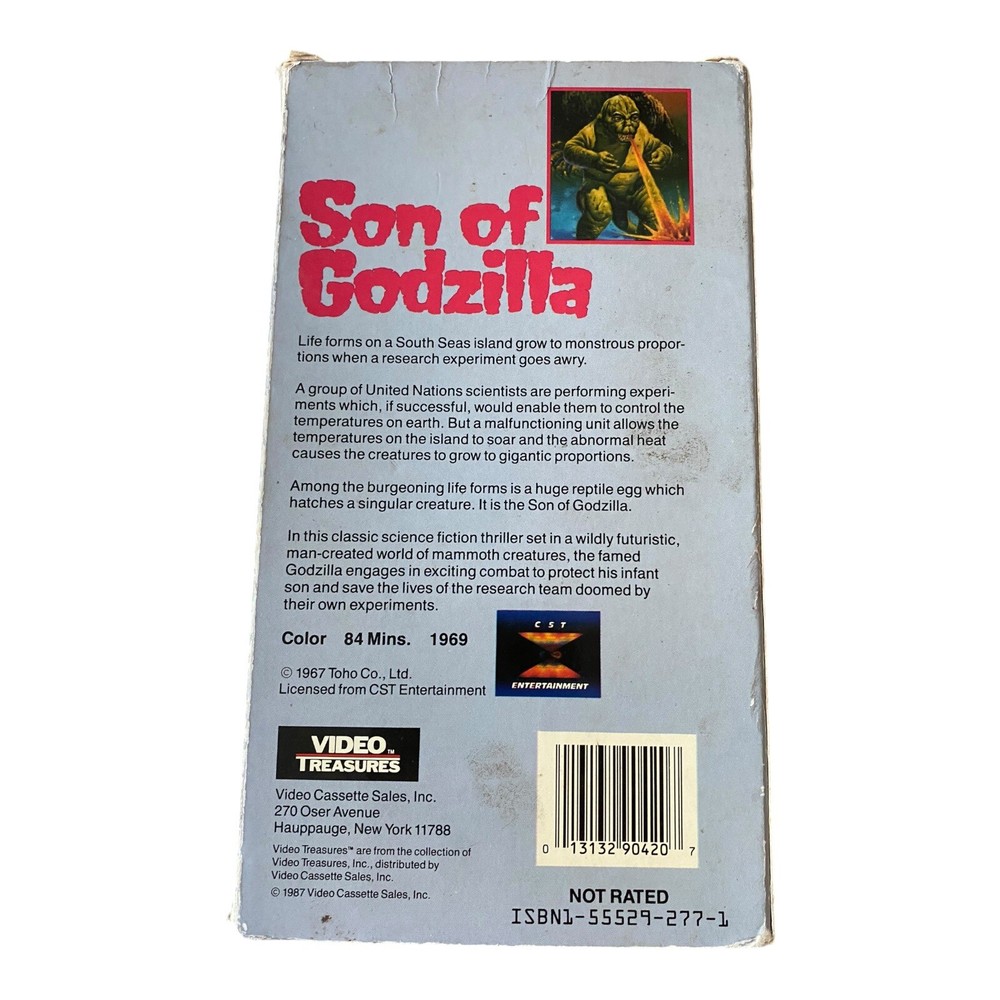 Son of
Godzilla
Life forms on a South Seas island grow to monstrous propor-
tions when a research experiment goes awry.
A group of United Nations scientists are performing experi-
ments which, if successful, would enable them to control the
temperatures on earth. But a malfunctioning unit allows the
temperatures on the island to soar and the abnormal heat
causes the creatures to grow to gigantic proportions.
Among the burgeoning life forms is a huge reptile egg which
hatches a singular creature. It is the Son of Godzilla.
In this classic science fiction thriller set in a wildly futuristic,
man-created world of mammoth creatures, the famed
Godzilla engages in exciting combat to protect his infant
son and save the lives of the research team doomed by
their own experiments.
Color 84 Mins. 1969
© 1967 Toho Co., Ltd.
Licensed from CST Entertainment
CST
ENTERTAINMENT
VIDEO
TREASURES™
Video Cassette Sales, Inc.
270 Oser Avenue
Hauppauge, New York 11788
Video Treasures™ are from the collection of
Video Treasures, Inc., distributed by
Video Cassette Sales, Inc.
© 1987 Video Cassette Sales, Inc.
0 13132 90420 7
NOT RATED
ISBN1-55529-277-1